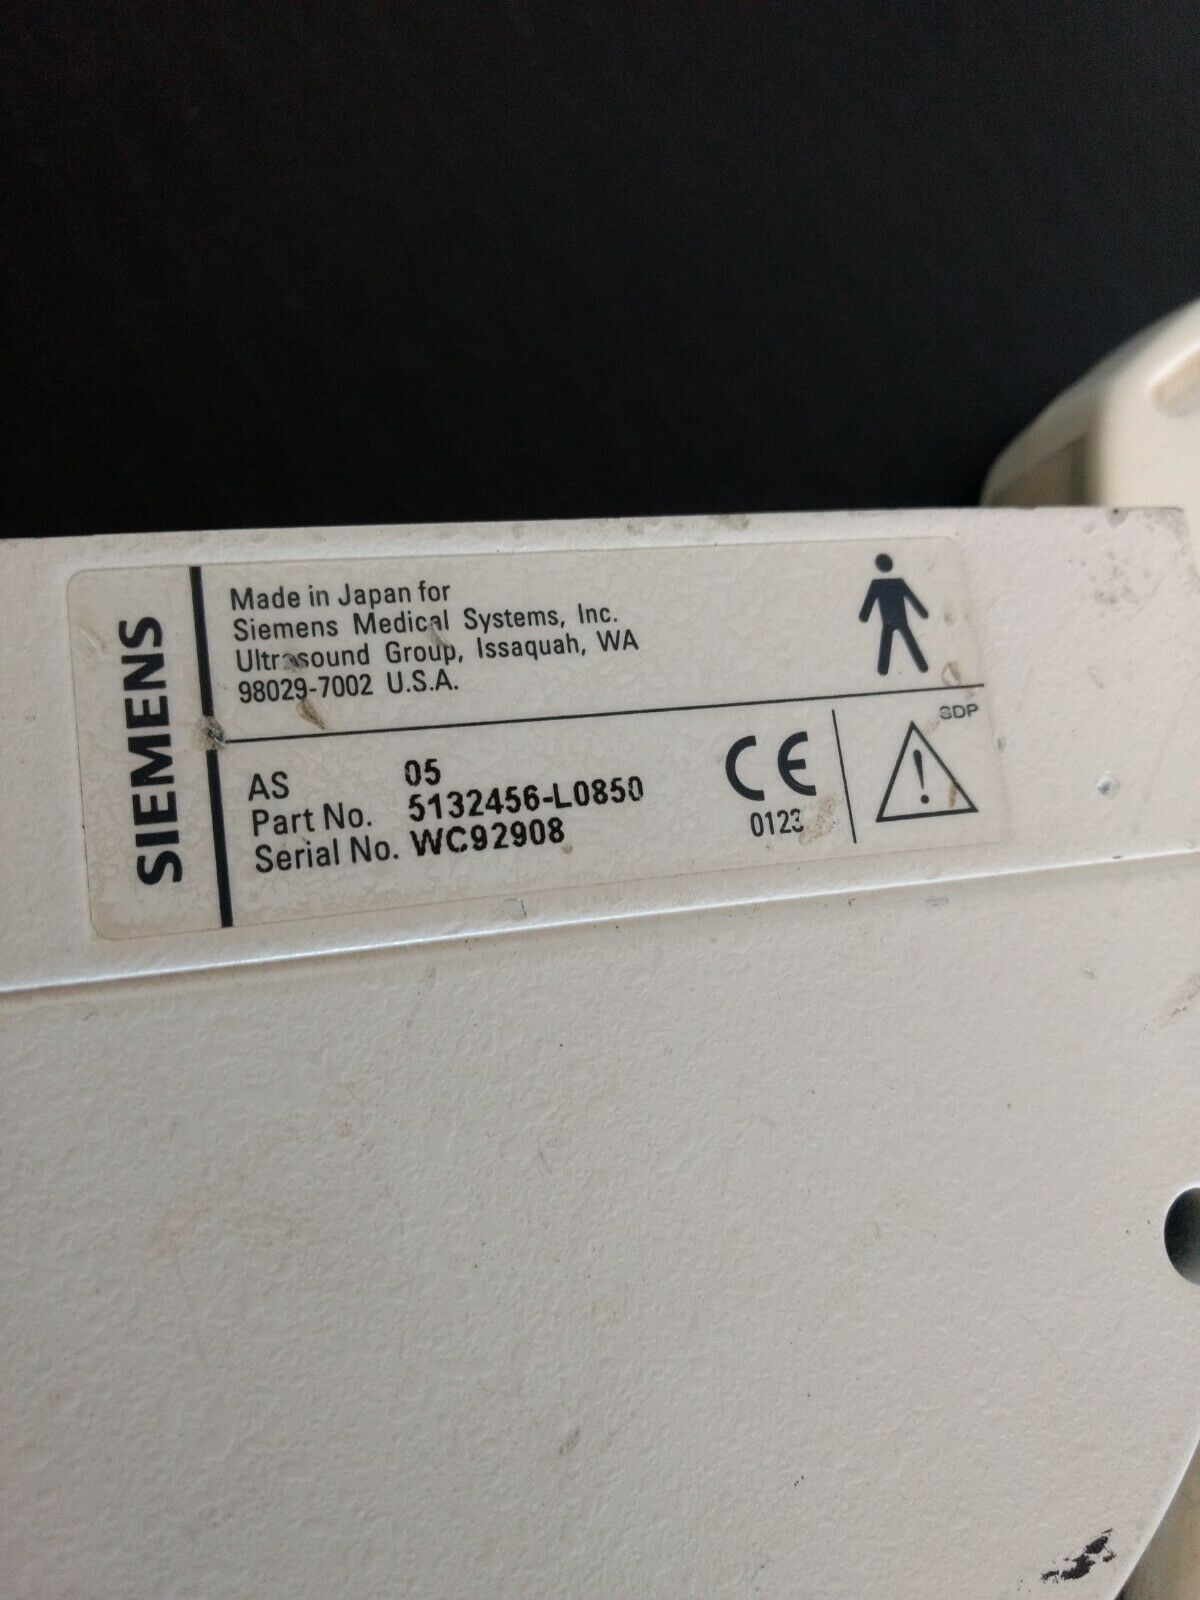 SIEMENS
Made in Japan for
Siemens Medical Systems, Inc.
Ultrasound Group, Issaquah, WA
98029-7002 U.S.A.
AS 05
Part No. 5132456-L0850
Serial No. WC92908
CE
0123
!